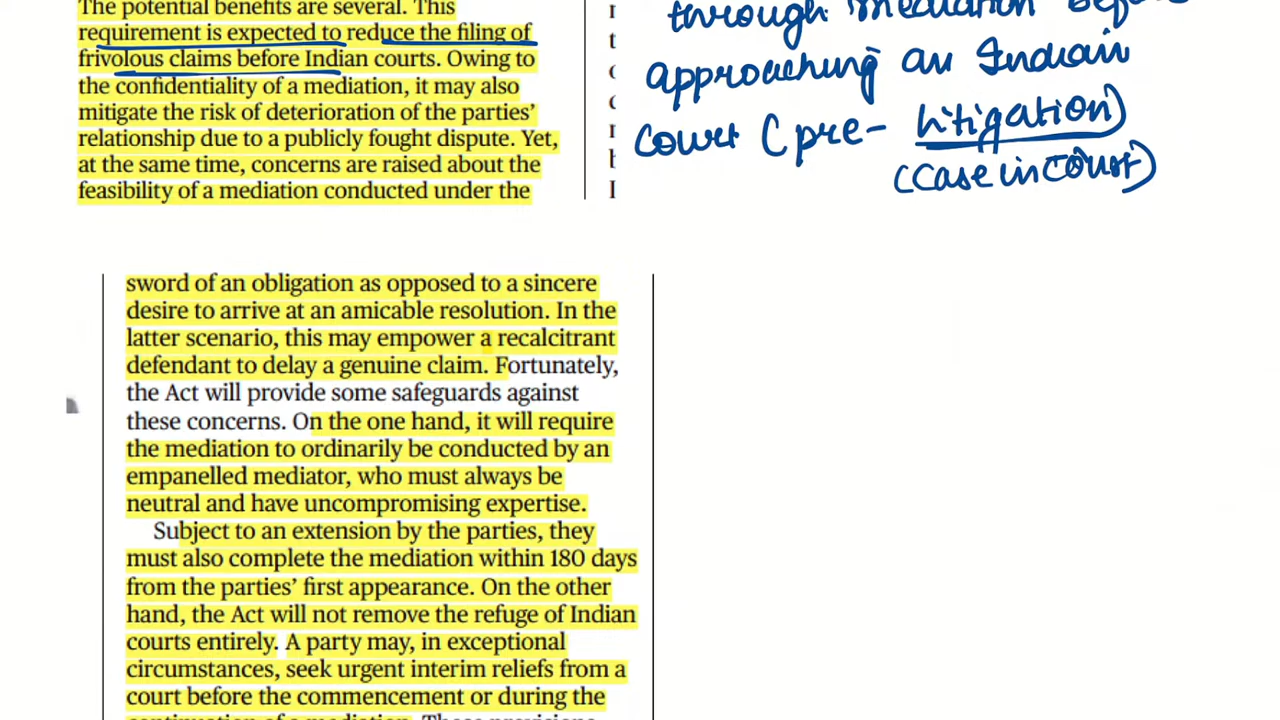 The potential benefits are several. This
requirement is expected to reduce the filing of
frivolous claims before Indian courts. Owing to
the confidentiality of a mediation, it may also
mitigate the risk of deterioration of the parties’
relationship due to a publicly fought dispute. Yet,
at the same time, concerns are raised about the
feasibility of a mediation conducted under the
through mediation before
approaching an Indian
court (pre- litigation)
(case in court)
sword of an obligation as opposed to a sincere
desire to arrive at an amicable resolution. In the
latter scenario, this may empower a recalcitrant
defendant to delay a genuine claim. Fortunately,
the Act will provide some safeguards against
these concerns. On the one hand, it will require
the mediation to ordinarily be conducted by an
empanelled mediator, who must always be
neutral and have uncompromising expertise.
Subject to an extension by the parties, they
must also complete the mediation within 180 days
from the parties’ first appearance. On the other
hand, the Act will not remove the refuge of Indian
courts entirely. A party may, in exceptional
circumstances, seek urgent interim reliefs from a
court before the commencement or during the